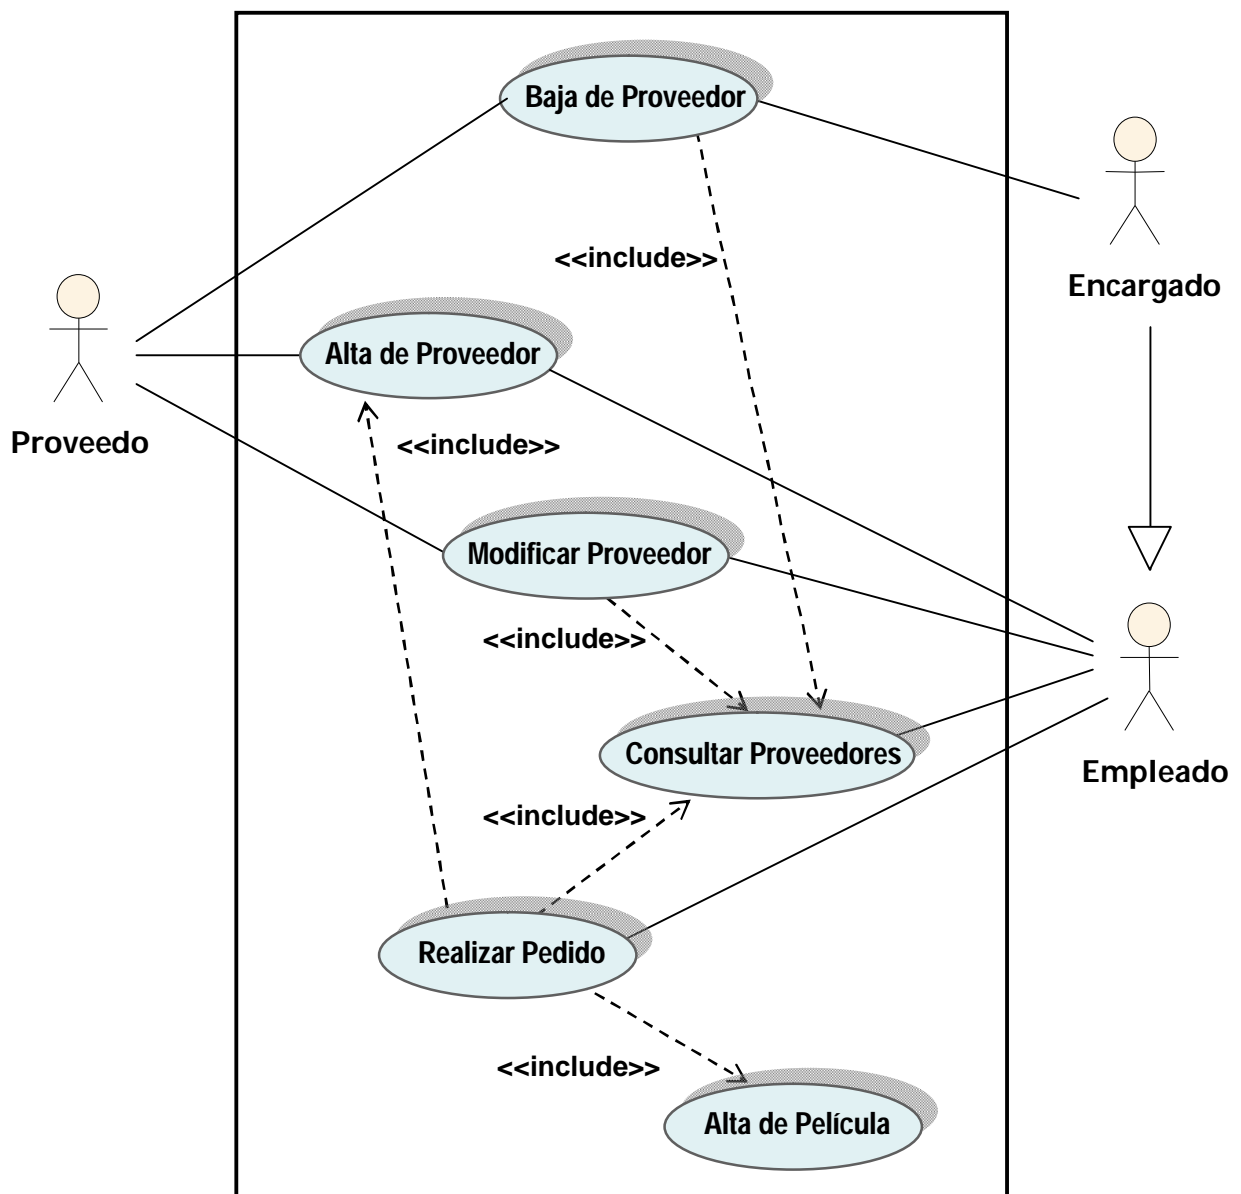 Baja de Proveedor
<<include>>
Encargado
Alta de Proveedor
Proveedo
<<include>>
Modificar Proveedor
<<include>>
Consultar Proveedores
Empleado
<<include>>
Realizar Pedido
<<include>>
Alta de Película